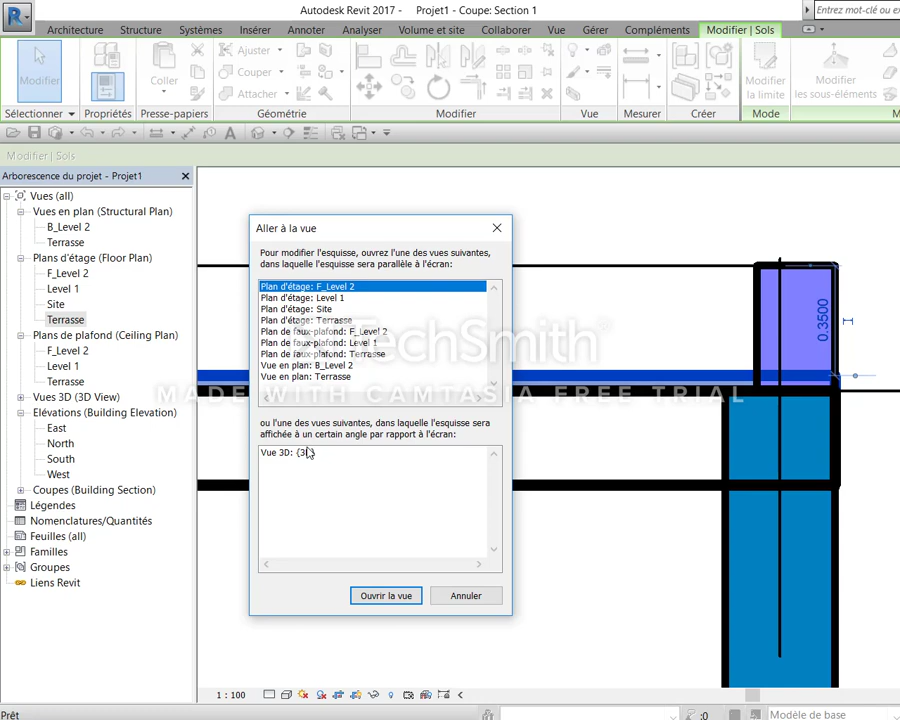 Autodesk Revit 2017 - Projet1 - Coupe: Section 1
Entrez mot-clé ou
Architecture Structure Systèmes Insérer Annoter Analyser Volume et site Collaborer Vue Gérer Compléments Modifier | Sols
Modifier
Coller
Ajuster
Couper
Attacher
Modifier la limite
Modifier les sous-éléments
Sélectionner Propriétés Presse-papiers Géométrie Modifier Vue Mesurer Créer Mode M
Modifier | Sols
Arborescence du projet - Projet1
Vues (all)
Vues en plan (Structural Plan)
B_Level 2
Terrasse
Plans d'étage (Floor Plan)
F_Level 2
Level 1
Site
Terrasse
Plans de plafond (Ceiling Plan)
F_Level 2
Level 1
Terrasse
Vues 3D (3D View)
Elévations (Building Elevation)
East
North
South
West
Coupes (Building Section)
Légendes
Nomenclatures/Quantités
Feuilles (all)
Familles
Groupes
Liens Revit
Aller à la vue
Pour modifier l'esquisse, ouvrez l'une des vues suivantes,
dans laquelle l'esquisse sera parallèle à l'écran:
Plan d'étage: F_Level 2
Plan d'étage: Level 1
Plan d'étage: Site
Plan d'étage: Terrasse
Plan de faux-plafond: F_Level 2
Plan de faux-plafond: Level 1
Plan de faux-plafond: Terrasse
Vue en plan: B_Level 2
Vue en plan: Terrasse
ou l'une des vues suivantes, dans laquelle l'esquisse sera
affichée à un certain angle par rapport à l'écran:
Vue 3D: {3D}
Ouvrir la vue
Annuler
0.3500
TechSmith®
MADE WITH CAMTASIA FREE TRIAL
1 : 100
Prêt
:0
Modèle de base